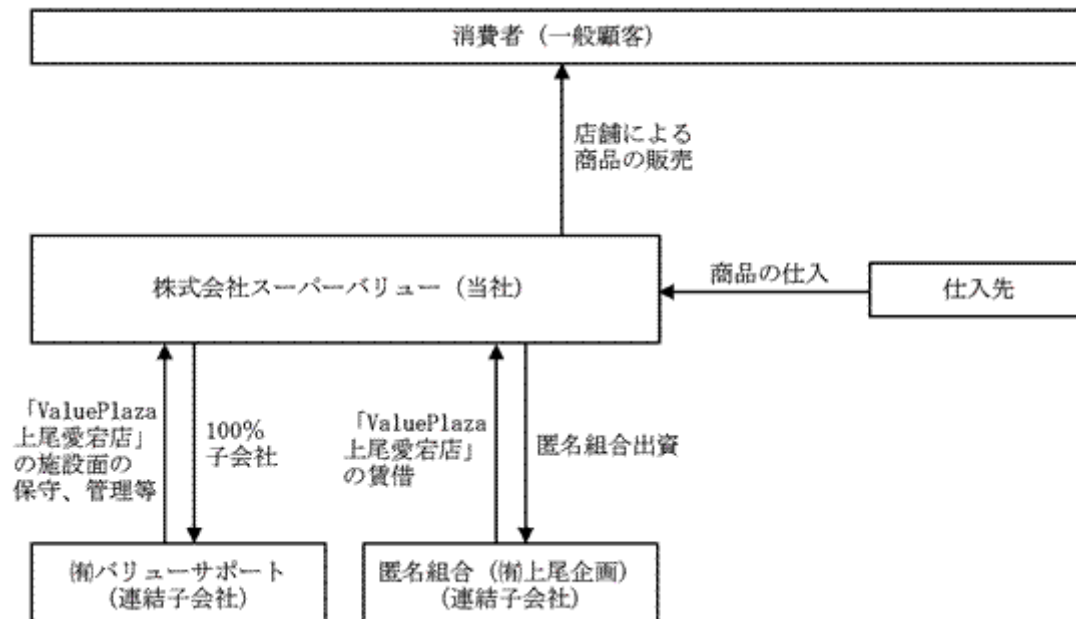 消費者（一般顧客）
店舗による
商品の販売
株式会社スーパーバリュー（当社）
商品の仕入
仕入先
「ValuePlaza
上尾愛宕店」
の施設面の
保守、管理等
100%
子会社
「ValuePlaza
上尾愛宕店」
の賃借
匿名組合出資
㈲バリューサポート
（連結子会社）
匿名組合（㈲上尾企画）
（連結子会社）